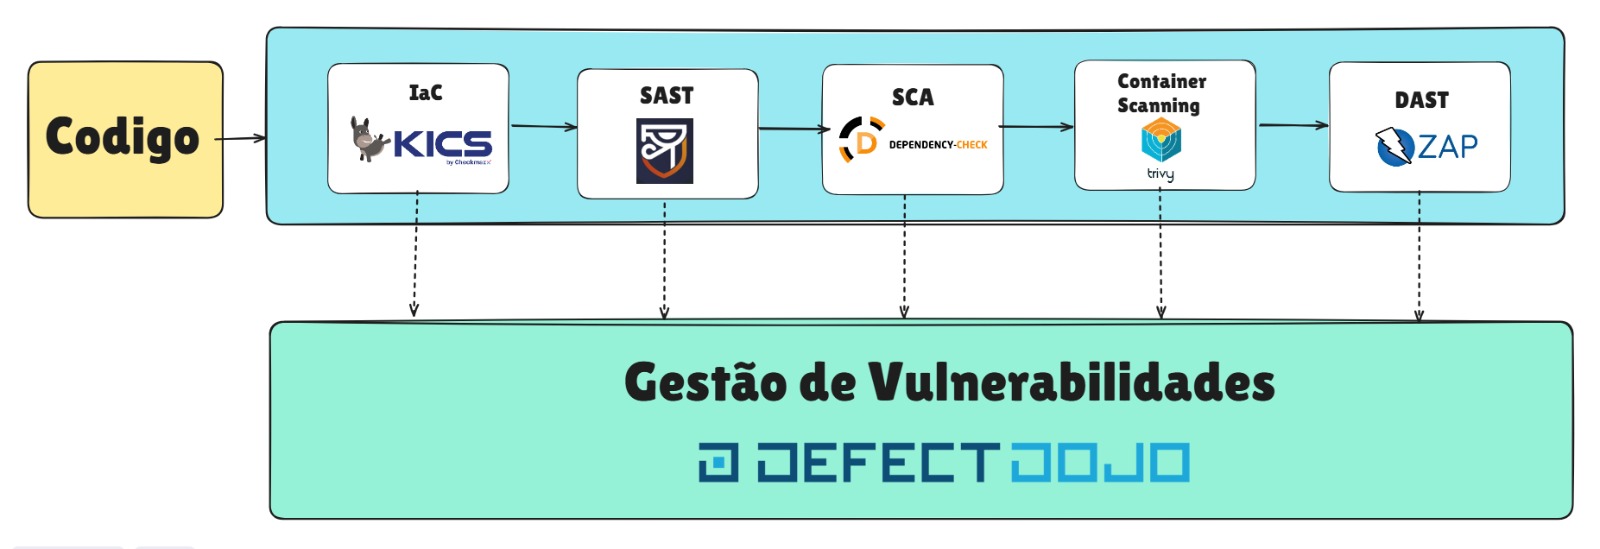 Codigo
IaC
KICS
by Checkmarx
SAST
SCA
DEPENDENCY-CHECK
Container
Scanning
trivy
DAST
ZAP
Gestão de Vulnerabilidades
DEFECTDOJO